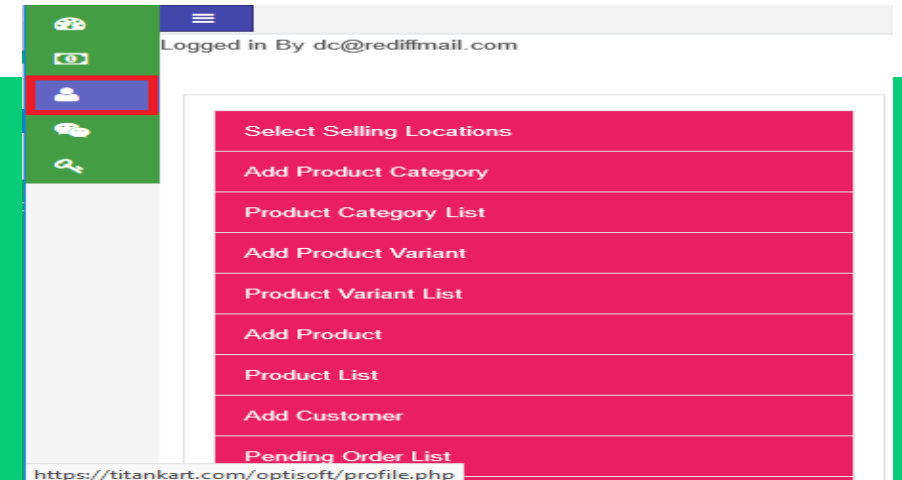 Logged in By dc@rediffmail.com
Select Selling Locations
Add Product Category
Product Category List
Add Product Variant
Product Variant List
Add Product
Product List
Add Customer
Pending Order List
https://titankart.com/optisoft/profile.php